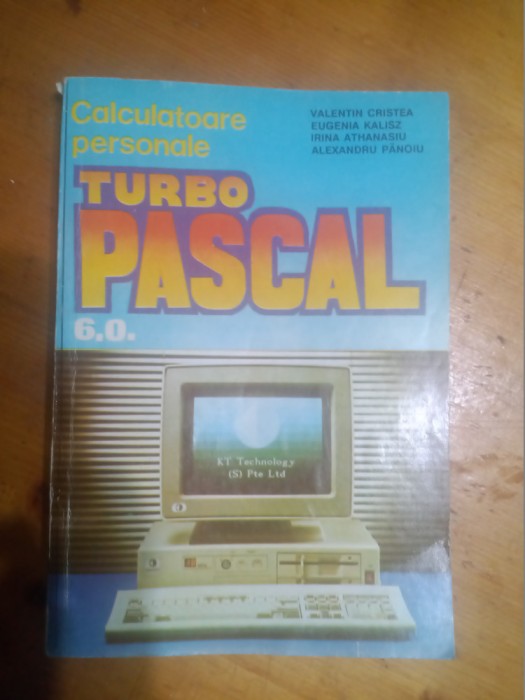 Calculatoare
personale
VALENTIN CRISTEA
EUGENIA KALISZ
IRINA ATHANASIU
ALEXANDRU PĂNOIU
TURBO
PASCAL
6.0.
KT Technology
(S) Pte Ltd